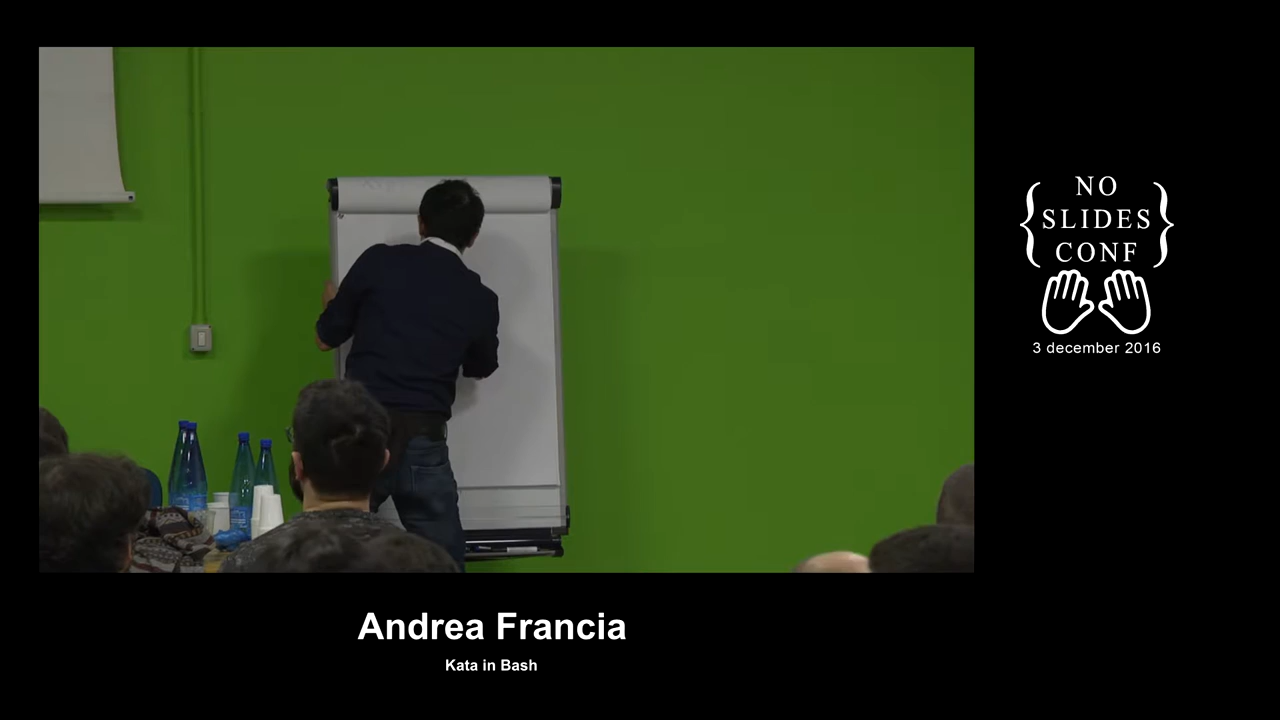 NO
SLIDES
CONF
3 december 2016
Andrea Francia
Kata in Bash